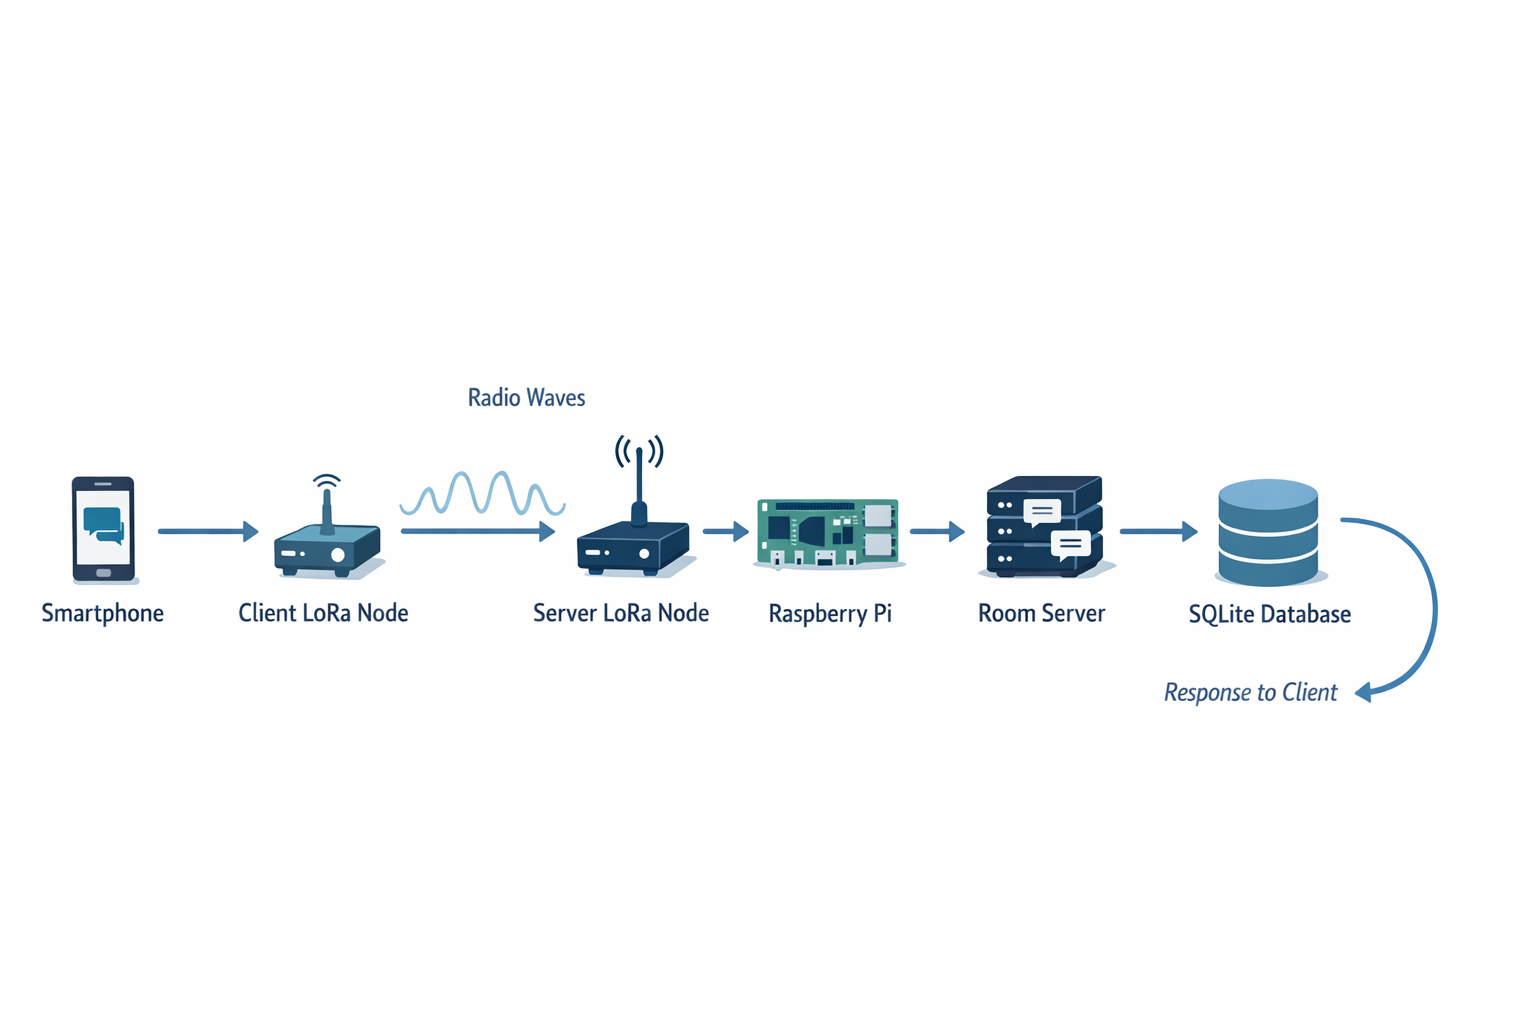 Radio Waves
Smartphone
Client LoRa Node
Server LoRa Node
Raspberry Pi
Room Server
SQLite Database
Response to Client